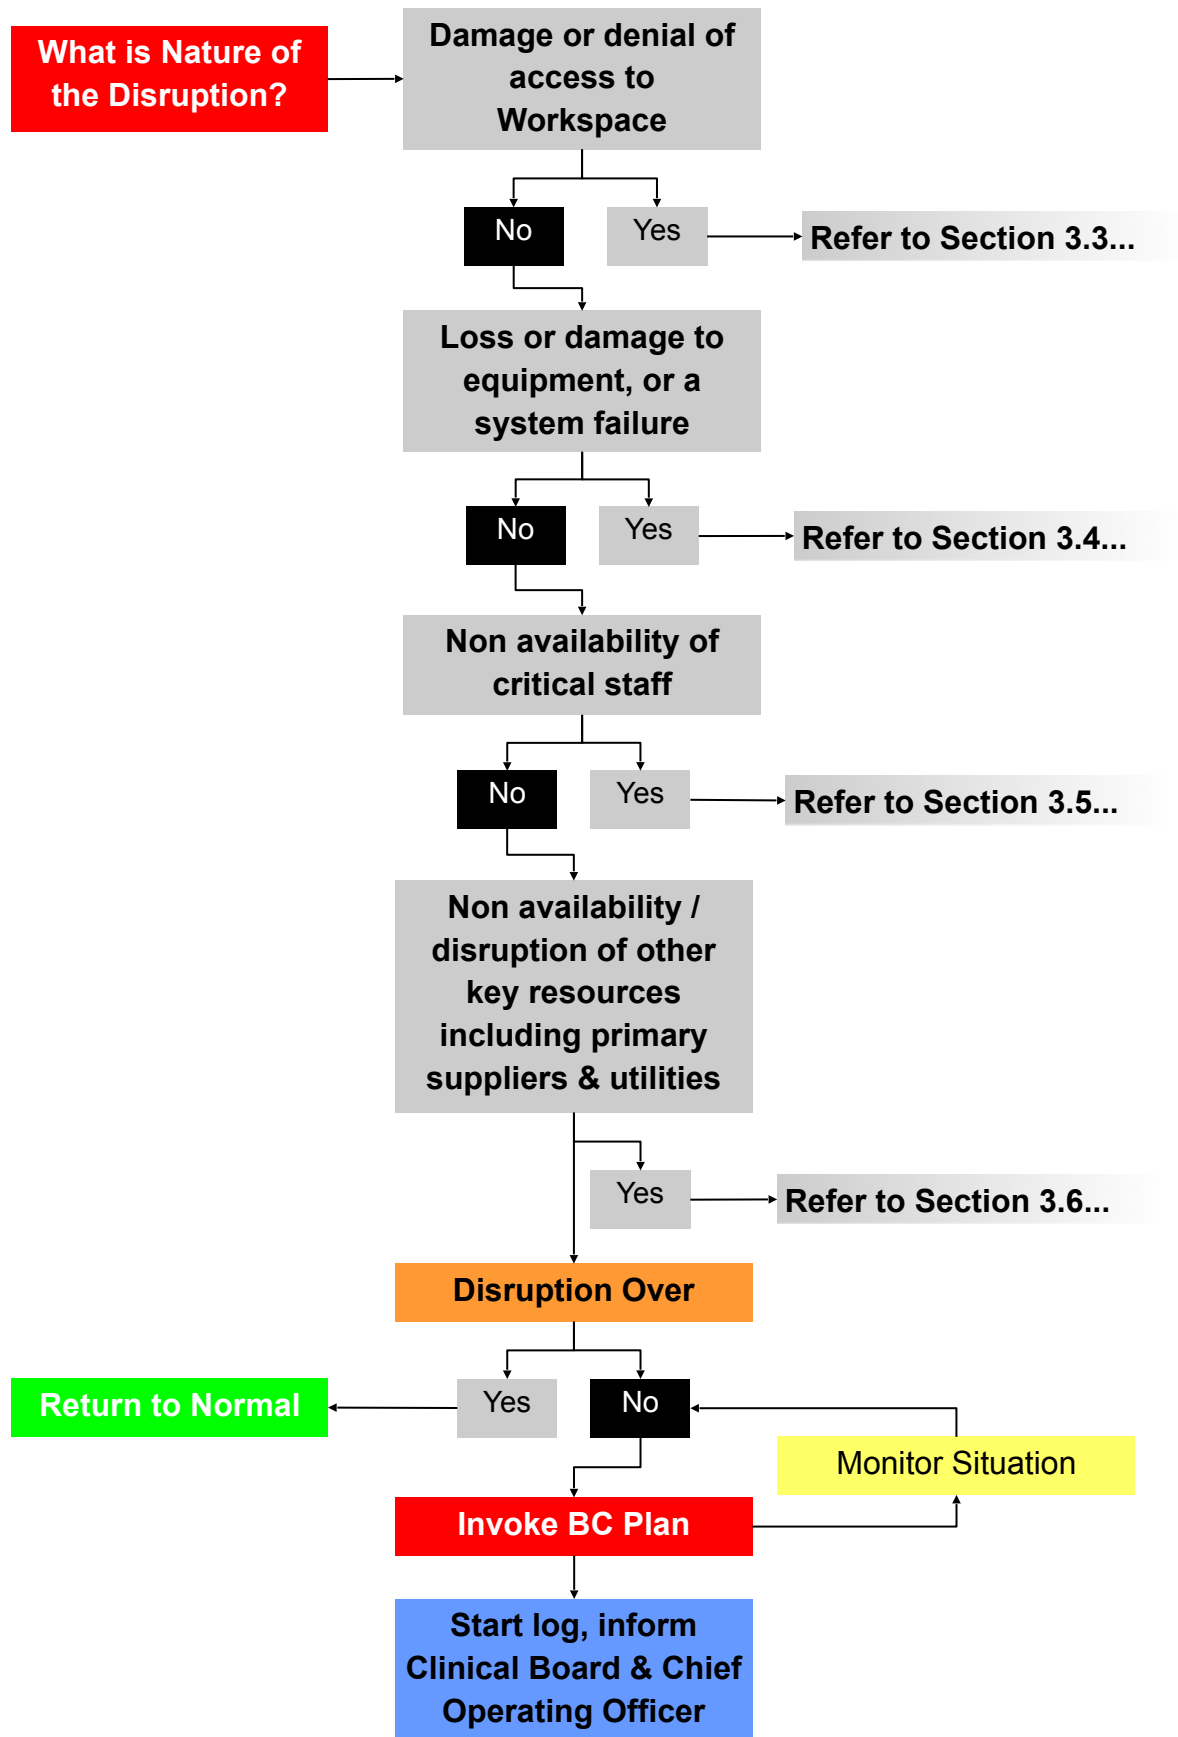 What is Nature of
the Disruption?
Damage or denial of
access to
Workspace
No
Yes
Refer to Section 3.3...
Loss or damage to
equipment, or a
system failure
No
Yes
Refer to Section 3.4...
Non availability of
critical staff
No
Yes
Refer to Section 3.5...
Non availability /
disruption of other
key resources
including primary
suppliers & utilities
Yes
Refer to Section 3.6...
Disruption Over
Return to Normal
Yes
No
Monitor Situation
Invoke BC Plan
Start log, inform
Clinical Board & Chief
Operating Officer